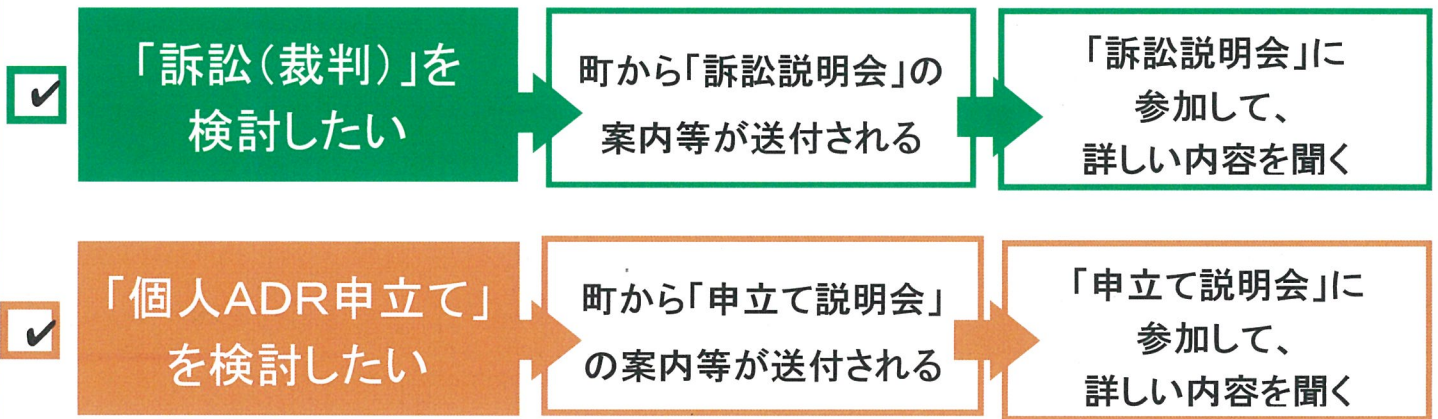 「訴訟(裁判)」を
検討したい
町から「訴訟説明会」の
案内等が送付される
「訴訟説明会」に
参加して、
詳しい内容を聞く
「個人ADR申立て」
を検討したい
町から「申立て説明会」
の案内等が送付される
「申立て説明会」に
参加して、
詳しい内容を聞く